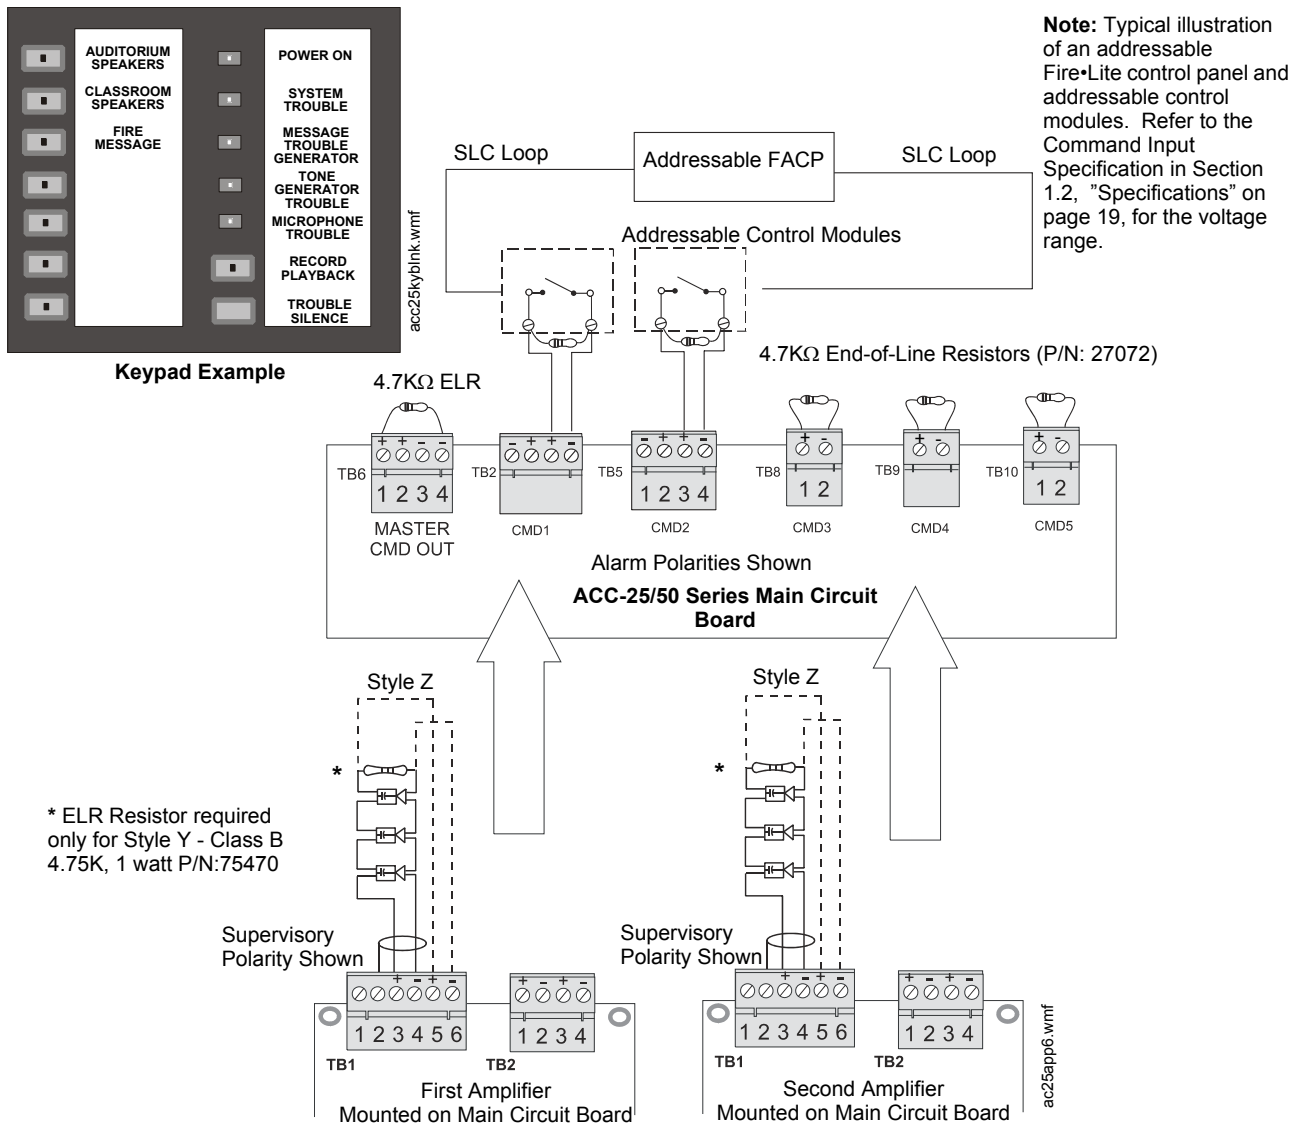 AUDITORIUM
SPEAKERS
CLASSROOM
SPEAKERS
FIRE
MESSAGE
POWER ON
SYSTEM
TROUBLE
MESSAGE
TROUBLE
GENERATOR
TONE
GENERATOR
TROUBLE
MICROPHONE
TROUBLE
RECORD
PLAYBACK
TROUBLE
SILENCE
acc25kyblnk.wmf
Keypad Example
Note: Typical illustration
of an addressable
Fire•Lite control panel and
addressable control
modules. Refer to the
Command Input
Specification in Section
1.2, ”Specifications” on
page 19, for the voltage
range.
SLC Loop
Addressable FACP
SLC Loop
Addressable Control Modules
4.7KΩ ELR
4.7KΩ End-of-Line Resistors (P/N: 27072)
+ + - -
TB6
1 2 3 4
MASTER
CMD OUT
- + + -
TB2
CMD1
- + + -
TB5
1 2 3 4
CMD2
+ -
TB8
1 2
CMD3
+ -
TB9
CMD4
+ -
TB10
1 2
CMD5
Alarm Polarities Shown
ACC-25/50 Series Main Circuit
Board
Style Z
Style Z
*
*
* ELR Resistor required
only for Style Y - Class B
4.75K, 1 watt P/N:75470
Supervisory
Polarity Shown
+ - + -
1 2 3 4 5 6
TB1
+ - + -
1 2 3 4
TB2
First Amplifier
Mounted on Main Circuit Board
Supervisory
Polarity Shown
+ - + -
1 2 3 4 5 6
TB1
+ - + -
1 2 3 4
TB2
Second Amplifier
Mounted on Main Circuit Board
ac25app6.wmf